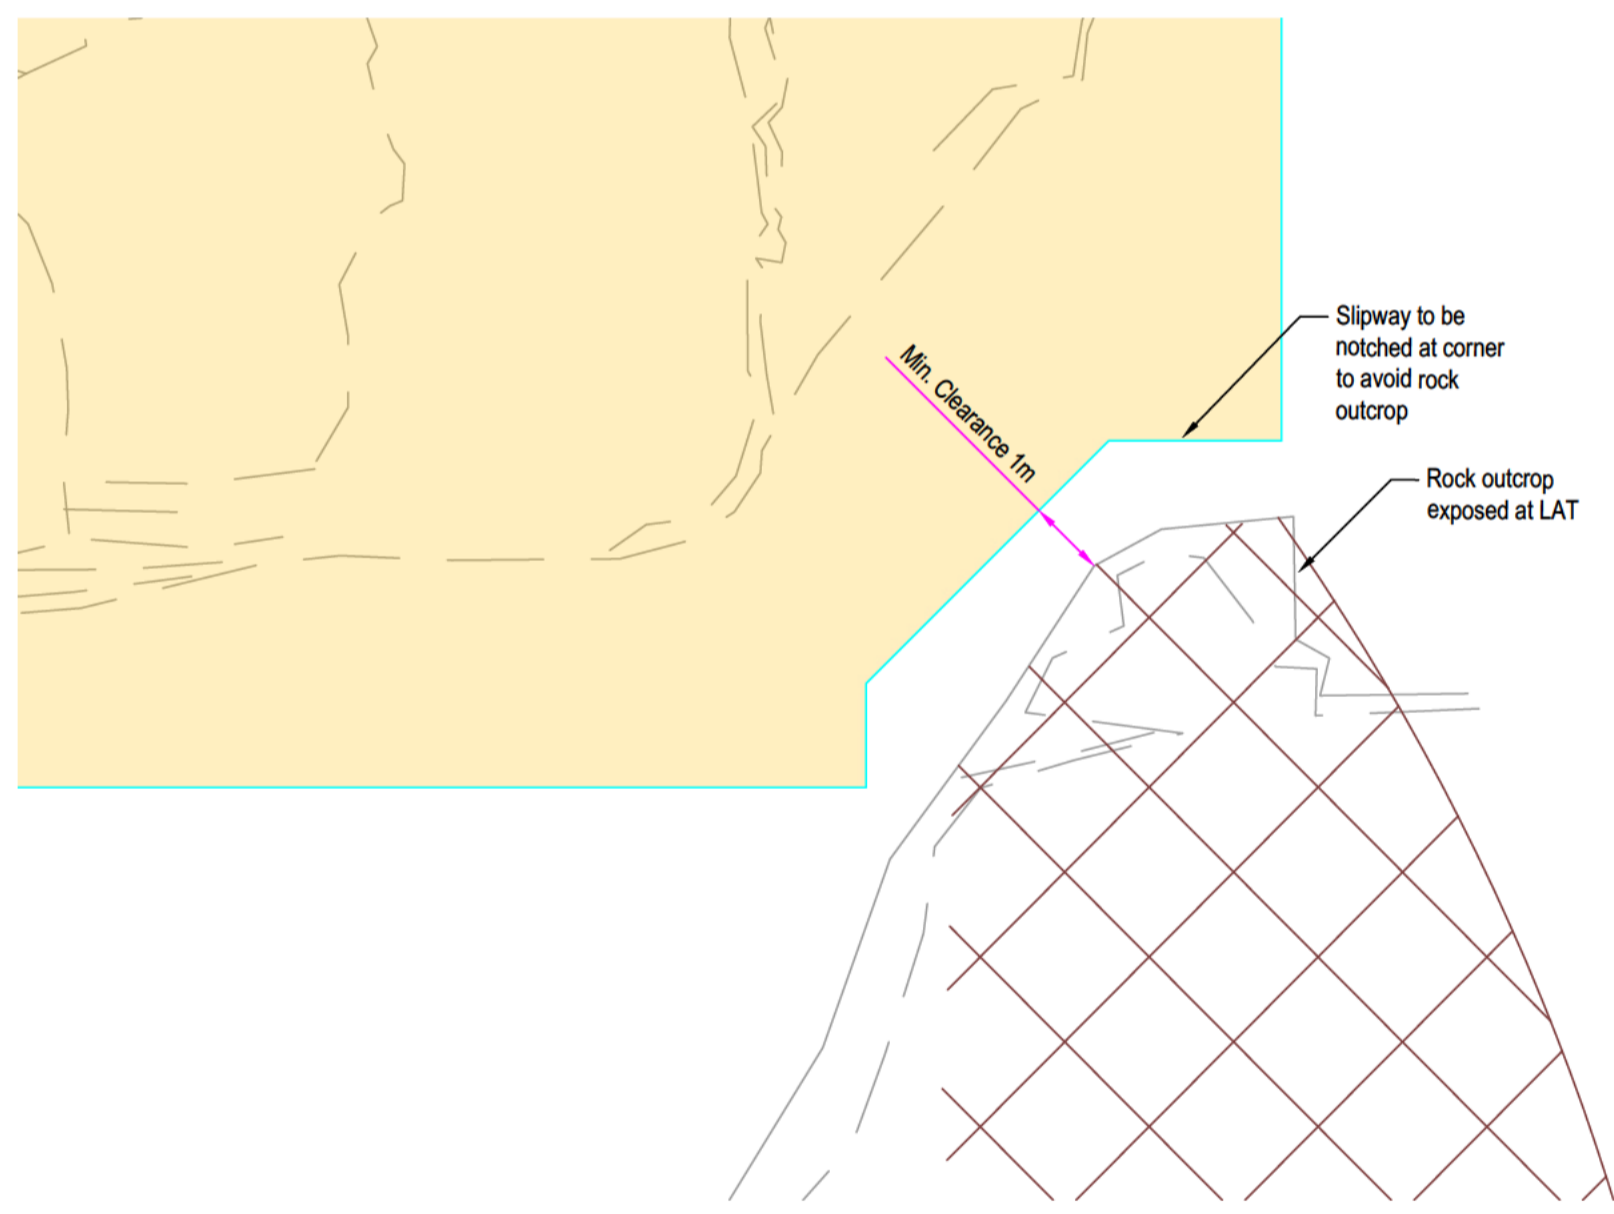 Min. Clearance 1m
Slipway to be
notched at corner
to avoid rock
outcrop
Rock outcrop
exposed at LAT